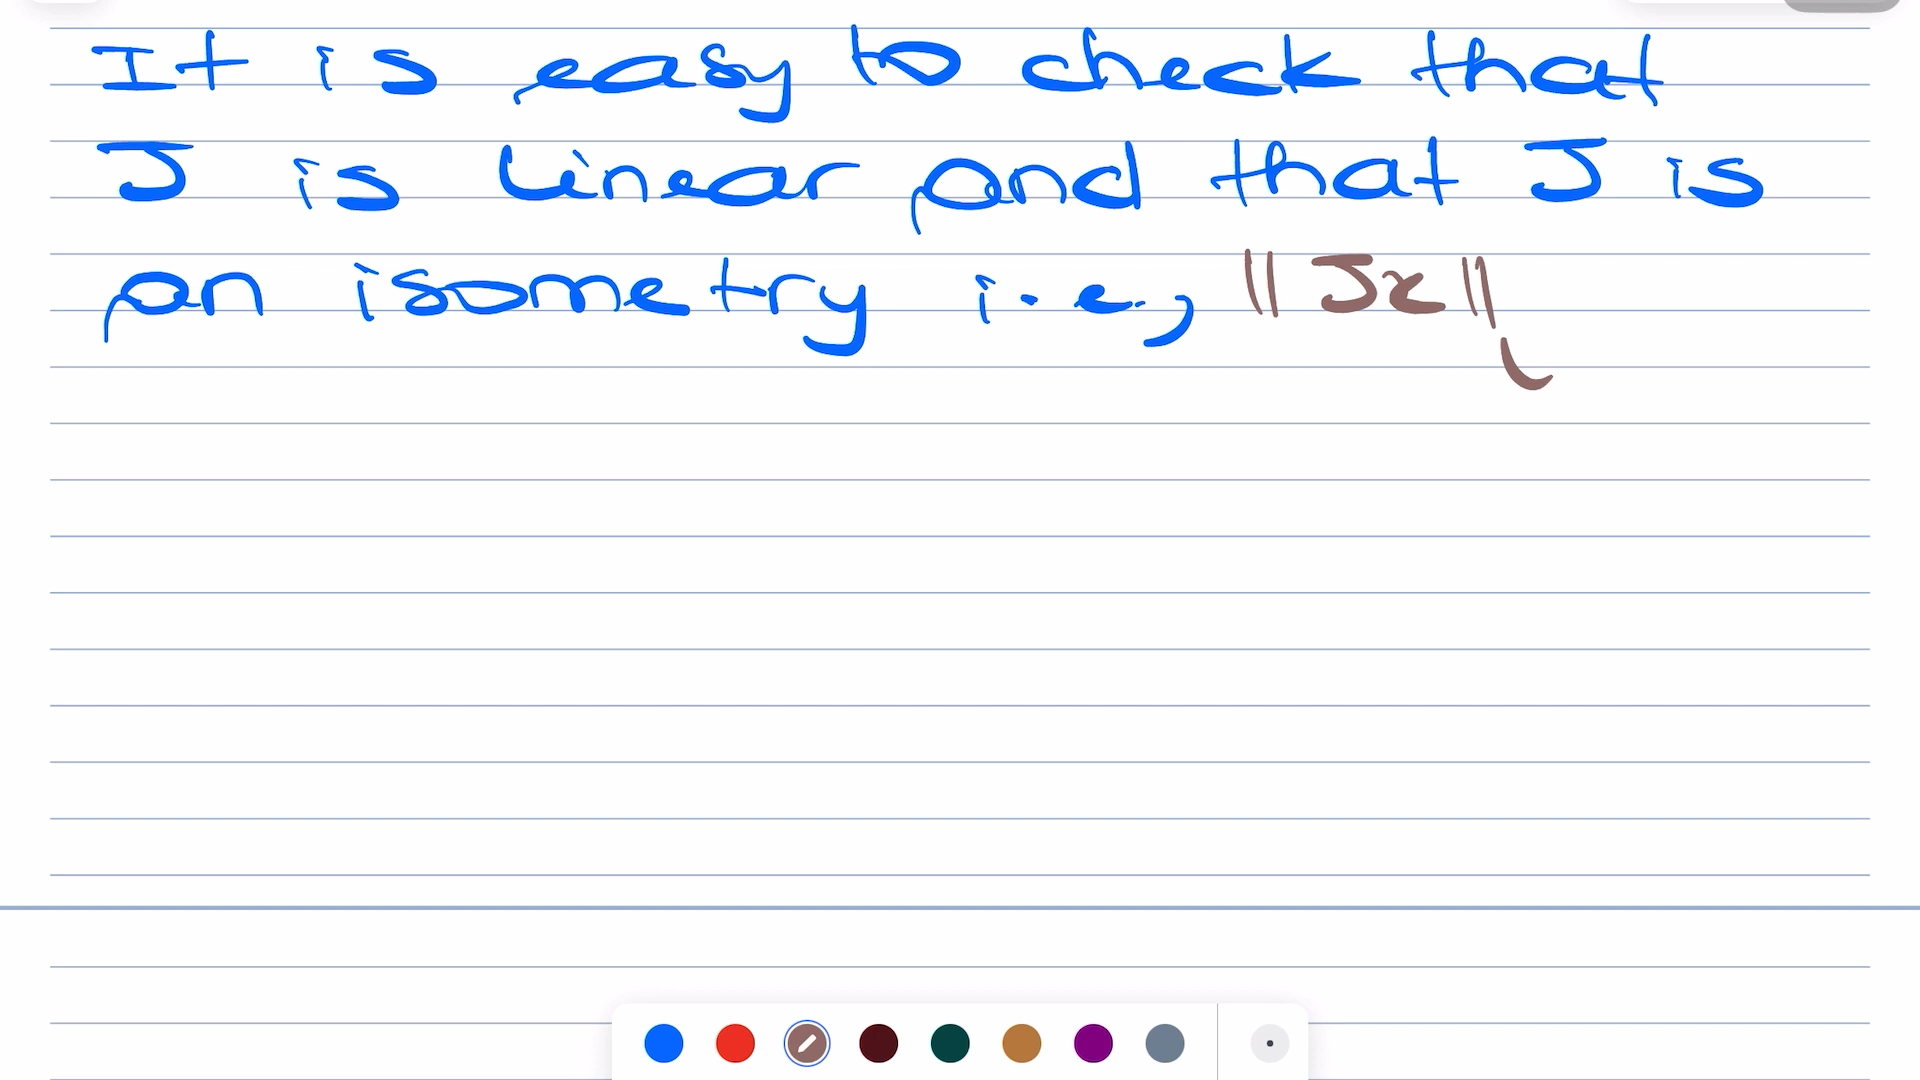 It is easy to check that
J is linear and that J is
an isometry i.e., ||Jx||